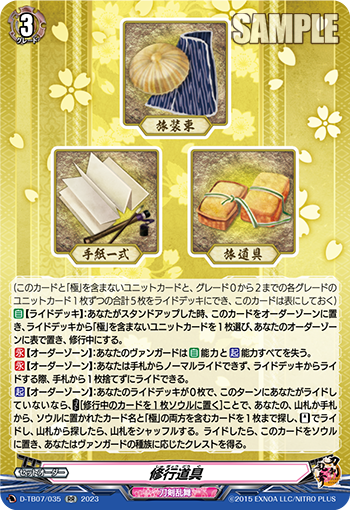 3
グレード
SAMPLE
旅装束
手紙一式
旅道具
(このカードと「極」を含まないユニットカードと、グレード0から2までの各グレードの
ユニットカード1枚ずつの合計5枚をライドデッキにでき、このカードは表にしておく)
自【ライドデッキ】:あなたがスタンドアップした時、このカードをオーダーゾーンに
置き、ライドデッキから「極」を含まないユニットカードを1枚選び、あなたのオーダーゾ
ーンに表で置き、修行中にする。
永【オーダーゾーン】:あなたのヴァンガードは自能力と起能力すべてを失う。
永【オーダーゾーン】:あなたは手札からノーマルライドできず、ライドデッキからライ
ドする際、手札から1枚捨てずにライドできる。
起【オーダーゾーン】:あなたのライドデッキが0枚で、このターンにあなたがライドし
ていないなら、[修行中のカードを1枚ソウルに置く]ことで、あなたの、山札か手札
から、ソウルに置かれたカード名と「極」の両方を含むカードを1枚まで探し、でライ
ドし、山札から探したら、山札をシャッフルする。ライドしたら、このカードをソウル
に置き、あなたはヴァンガードの種族に応じたクレストを得る。
セットオーダー
修行道具
D-TB07/035 RR 2023
刀剣乱舞
©2015 EXNOA LLC/NITRO PLUS